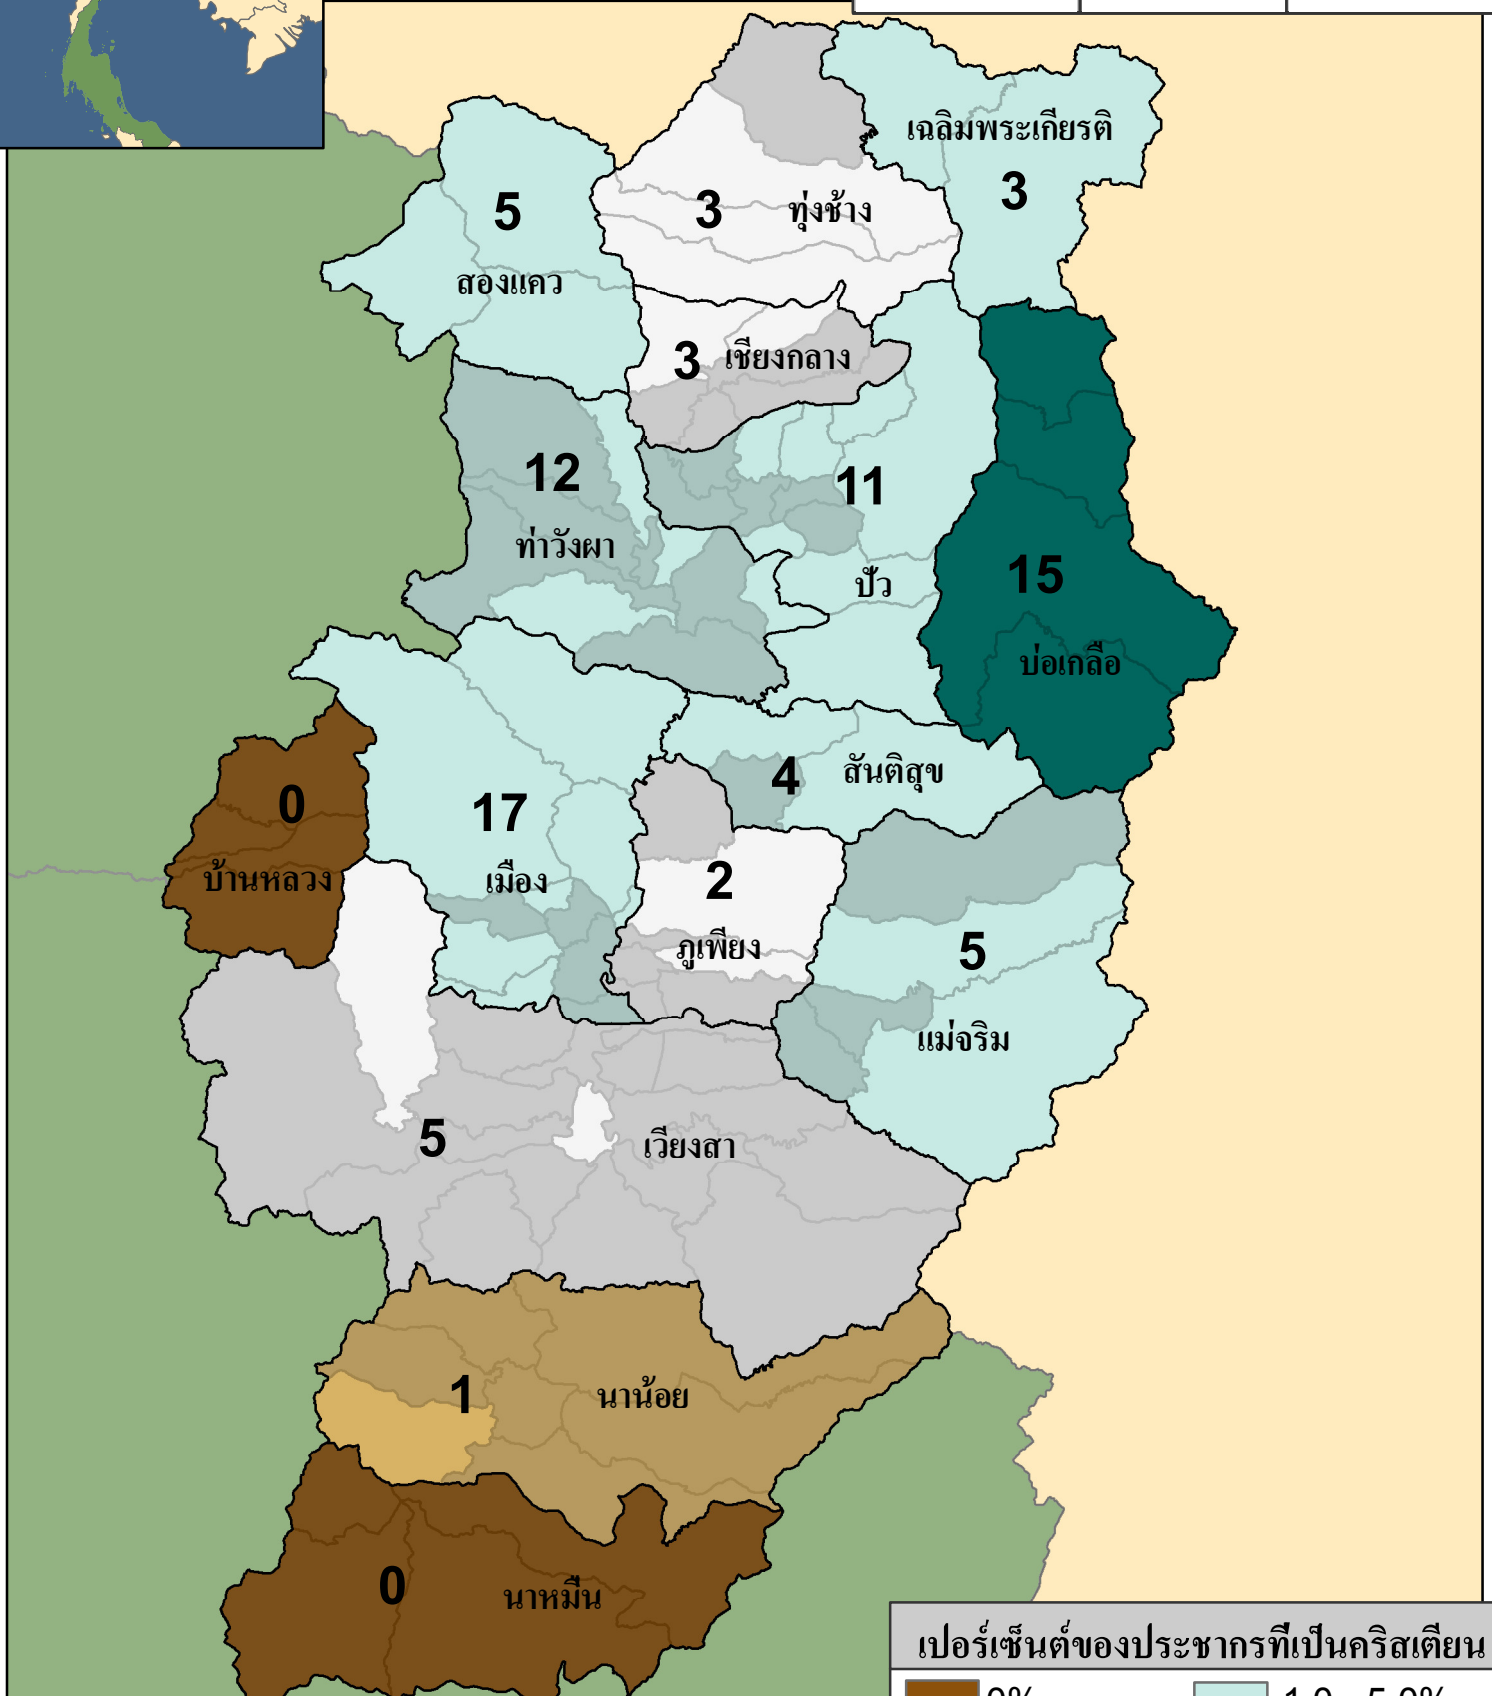 เฉลิมพระเกียรติ
3
5
สองแคว
3 ทุ่งช้าง
3 เชียงกลาง
12
ท่าวังผา
11
ปัว
15
บ่อเกลือ
0
บ้านหลวง
17
เมือง
4 สันติสุข
2
ภูเพียง
5
แม่จริม
5
เวียงสา
1 นาน้อย
0 นาหมื่น
เปอร์เซ็นต์ของประชากรที่เป็นคริสเตียน
0%